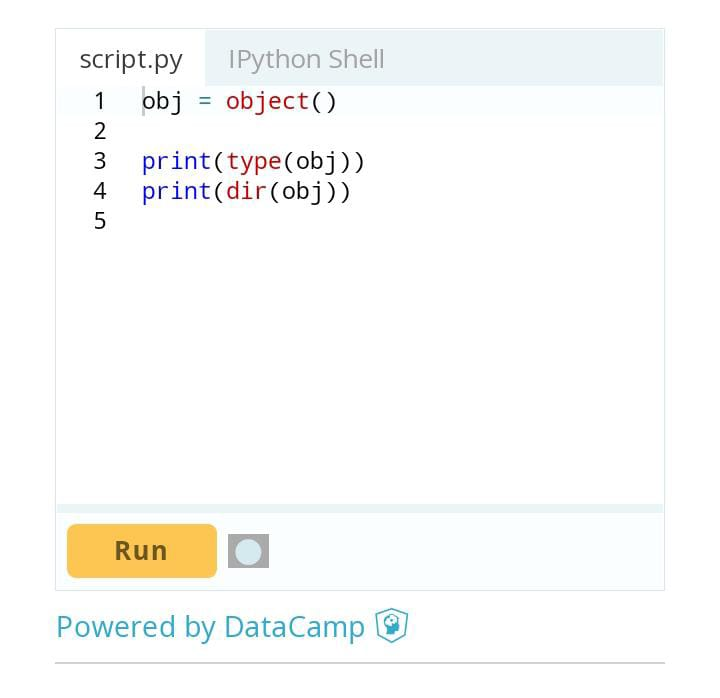 script.py IPython Shell
1 obj = object()
2
3 print(type(obj))
4 print(dir(obj))
5
Run
Powered by DataCamp